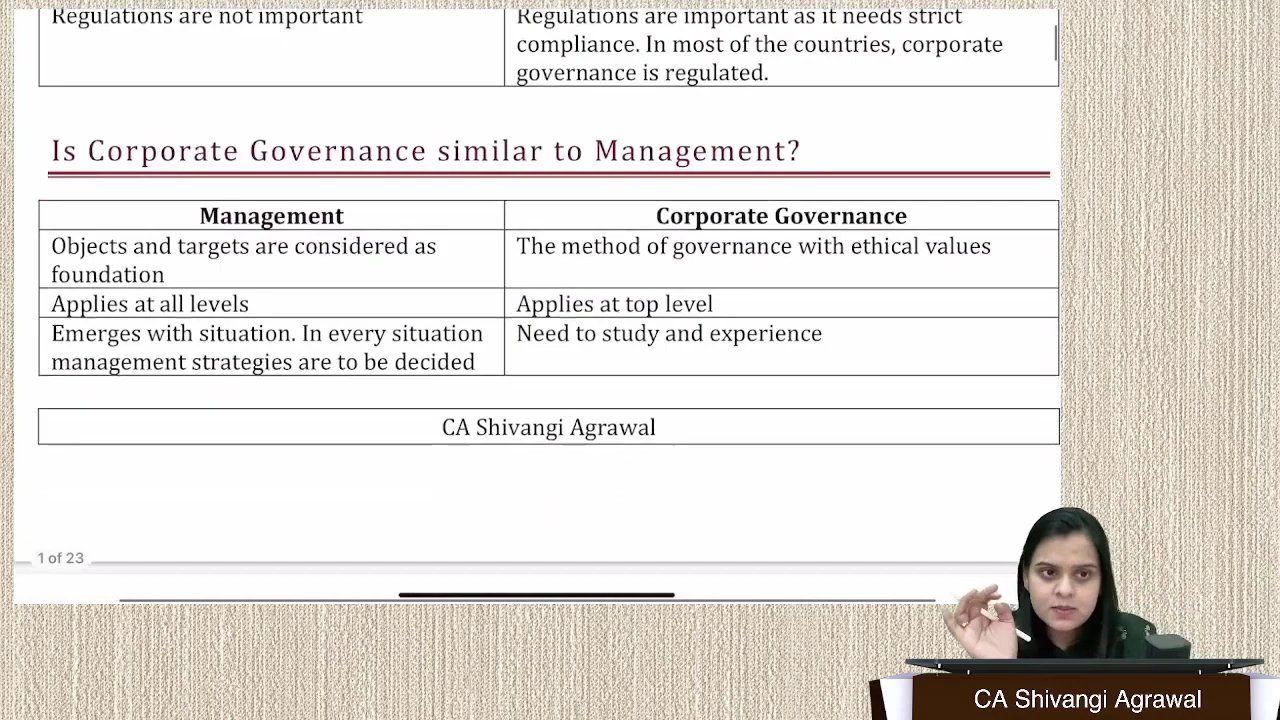 Regulations are not important
Regulations are important as it needs strict
compliance. In most of the countries, corporate
governance is regulated.
Is Corporate Governance similar to Management?
Management
Corporate Governance
Objects and targets are considered as
foundation
The method of governance with ethical values
Applies at all levels
Applies at top level
Emerges with situation. In every situation
management strategies are to be decided
Need to study and experience
CA Shivangi Agrawal
1 of 23
CA Shivangi Agrawal